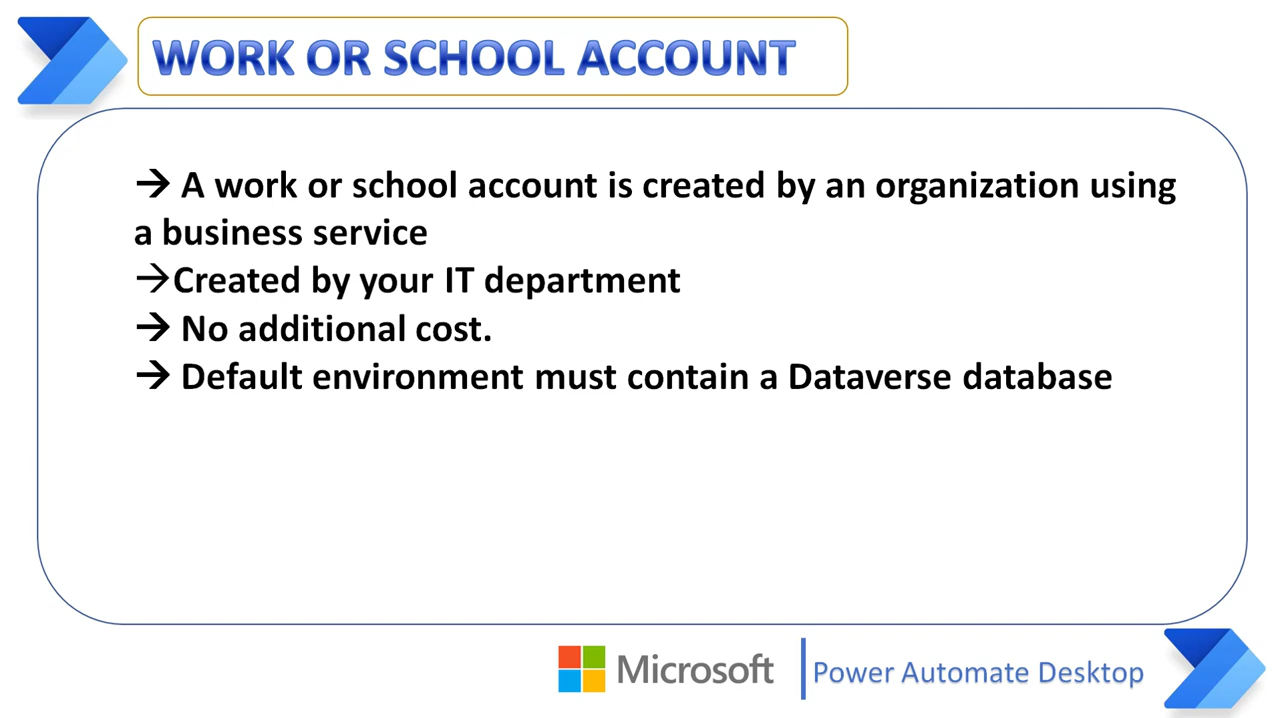 WORK OR SCHOOL ACCOUNT
→ A work or school account is created by an organization using
a business service
→Created by your IT department
→ No additional cost.
→ Default environment must contain a Dataverse database
Microsoft
Power Automate Desktop